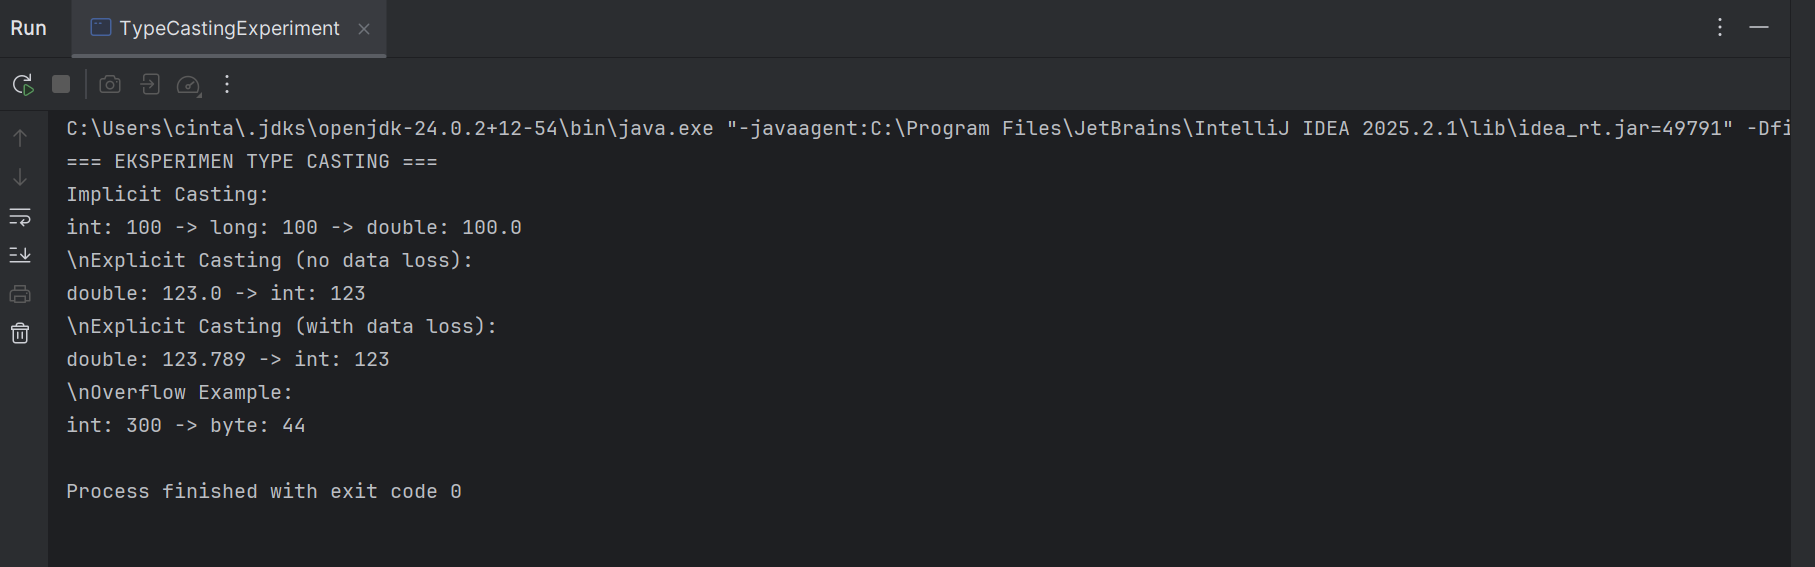 Run TypeCastingExperiment
C:\Users\cinta\.jdks\openjdk-24.0.2+12-54\bin\java.exe "-javaagent:C:\Program Files\JetBrains\IntelliJ IDEA 2025.2.1\lib\idea_rt.jar=49791" -Dfi
=== EKSPERIMEN TYPE CASTING ===
Implicit Casting:
int: 100 -> long: 100 -> double: 100.0
\nExplicit Casting (no data loss):
double: 123.0 -> int: 123
\nExplicit Casting (with data loss):
double: 123.789 -> int: 123
\nOverflow Example:
int: 300 -> byte: 44
Process finished with exit code 0